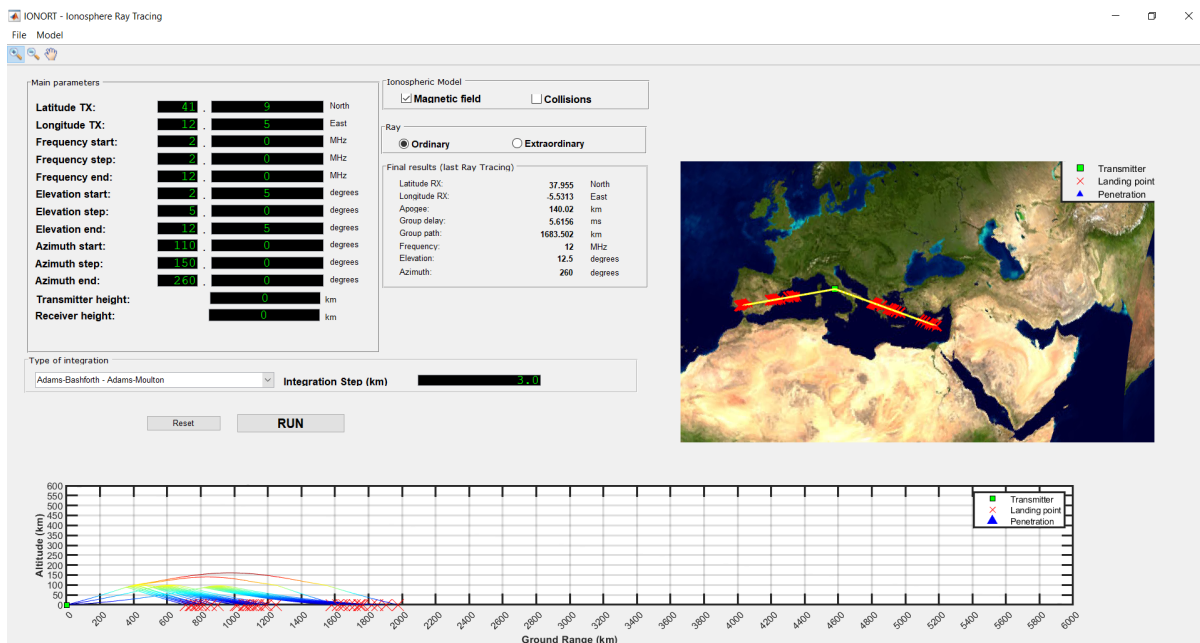 IONORT - Ionosphere Ray Tracing
File Model
Main parameters
Latitude TX: 41 . 9 North
Longitude TX: 12 . 5 East
Frequency start: 2 . 0 MHz
Frequency step: 2 . 0 MHz
Frequency end: 12 . 0 MHz
Elevation start: 2 . 5 degrees
Elevation step: 5 . 0 degrees
Elevation end: 12 . 5 degrees
Azimuth start: 110 . 0 degrees
Azimuth step: 150 . 0 degrees
Azimuth end: 260 . 0 degrees
Transmitter height: 0 km
Receiver height: 0 km
Ionospheric Model
Magnetic field Collisions
Ray
Ordinary Extraordinary
Final results (last Ray Tracing)
Latitude RX: 37.955 North
Longitude RX: -5.5313 East
Apogee: 140.02 km
Group delay: 5.6156 ms
Group path: 1683.502 km
Frequency: 12 MHz
Elevation: 12.5 degrees
Azimuth: 260 degrees
Transmitter
Landing point
Penetration
Type of integration
Adams-Bashforth - Adams-Moulton Integration Step (km) 3.0
Reset RUN
Altitude (km)
600
550
500
450
400
350
300
250
200
150
100
50
0
Transmitter
Landing point
Penetration
0 200 400 600 800 1000 1200 1400 1600 1800 2000 2200 2400 2600 2800 3000 3200 3400 3600 3800 4000 4200 4400 4600 4800 5000 5200 5400 5600 5800 6000
Ground Range (km)